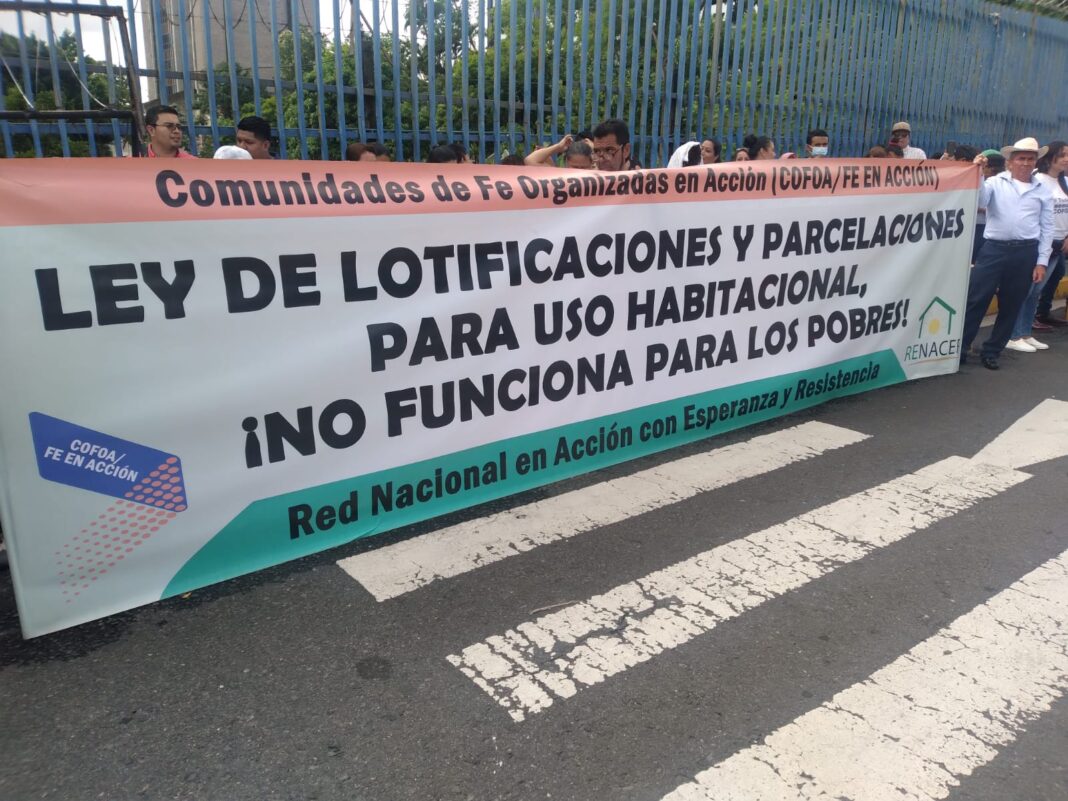 Comunidades de Fe Organizadas en Acción (COFOA/FE EN ACCIÓN)
LEY DE LOTIFICACIONES Y PARCELACIONES
PARA USO HABITACIONAL,
¡NO FUNCIONA PARA LOS POBRES!
RENACER
COFOA/
FE EN ACCIÓN
Red Nacional en Acción con Esperanza y Resistencia